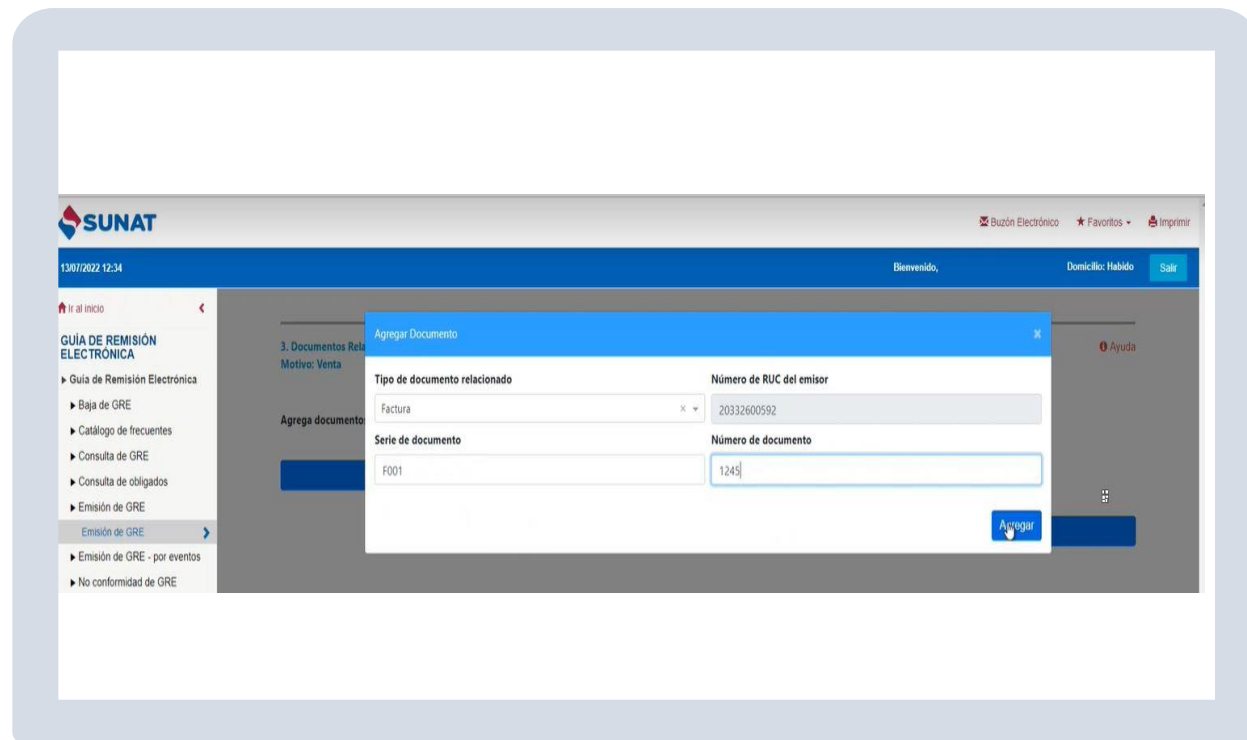 SUNAT
Buzón Electrónico
Favoritos
Imprimir
13/07/2022 12:34
Bienvenido,
Domicilio: Habido
Salir
Ir al inicio
GUÍA DE REMISIÓN
ELECTRÓNICA
Guía de Remisión Electrónica
Baja de GRE
Catálogo de frecuentes
Consulta de GRE
Consulta de obligados
Emisión de GRE
Emisión de GRE
Emisión de GRE - por eventos
No conformidad de GRE
3. Documentos Rela
Motivo: Venta
Ayuda
Agrega documento
Agregar Documento
Tipo de documento relacionado
Número de RUC del emisor
Factura
20332600592
Serie de documento
Número de documento
F001
1245
Agregar